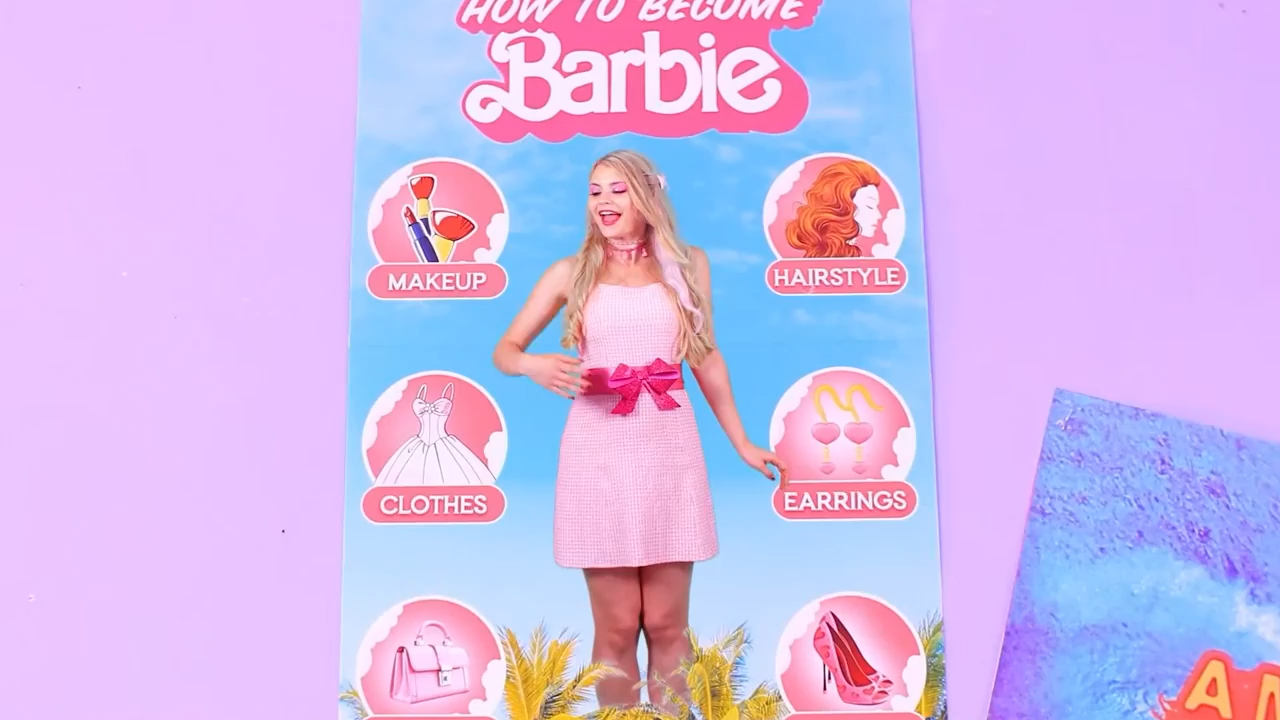 HOW TO BECOME
Barbie
MAKEUP
HAIRSTYLE
CLOTHES
EARRINGS